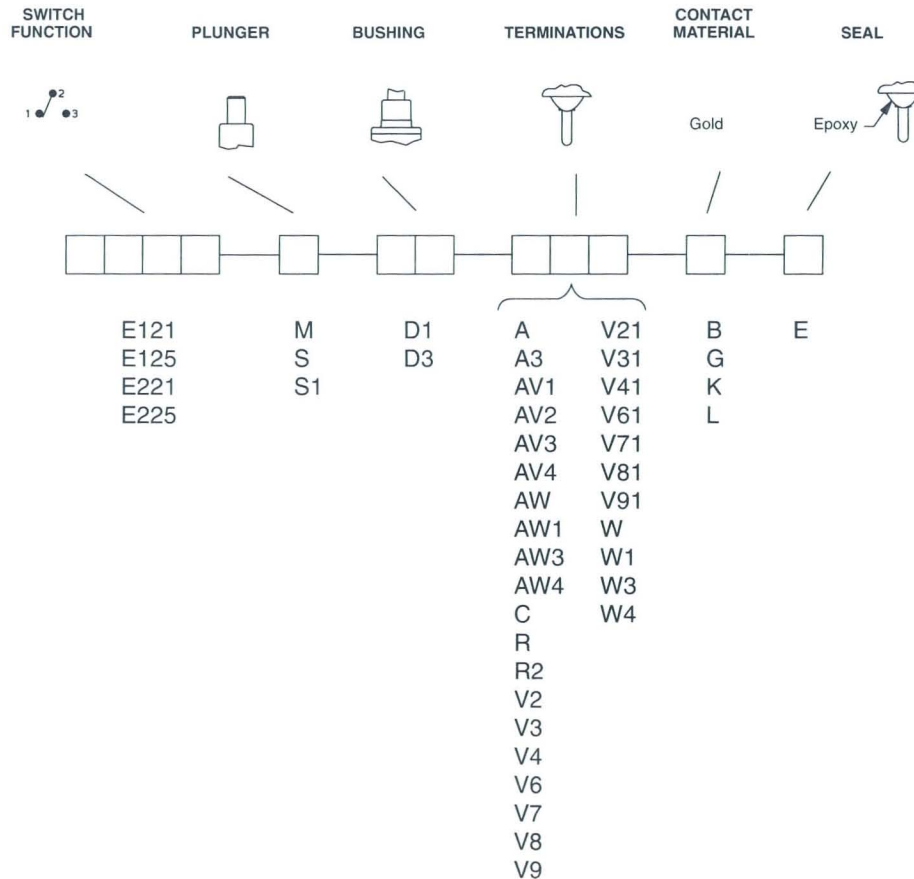 SWITCH FUNCTION PLUNGER BUSHING TERMINATIONS CONTACT MATERIAL SEAL
1 2 3 Gold Epoxy
E121 M D1 A V21 B E
E125 S D3 A3 V31 G
E221 S1 AV1 V41 K
E225 AV2 V61 L
AV3 V71
AV4 V81
AW V91
AW1 W
AW3 W1
AW4 W3
C W4
R
R2
V2
V3
V4
V6
V7
V8
V9